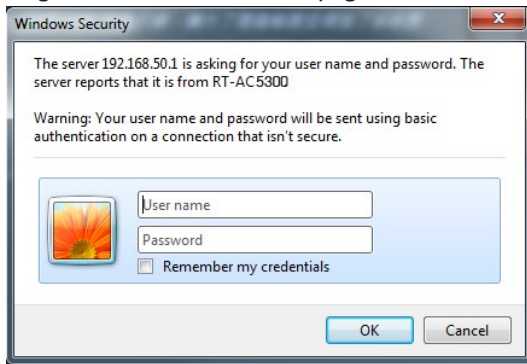 Windows Security
The server 192.168.50.1 is asking for your user name and password. The
server reports that it is from RT-AC5300
Warning: Your user name and password will be sent using basic
authentication on a connection that isn't secure.
User name
Password
Remember my credentials
OK
Cancel